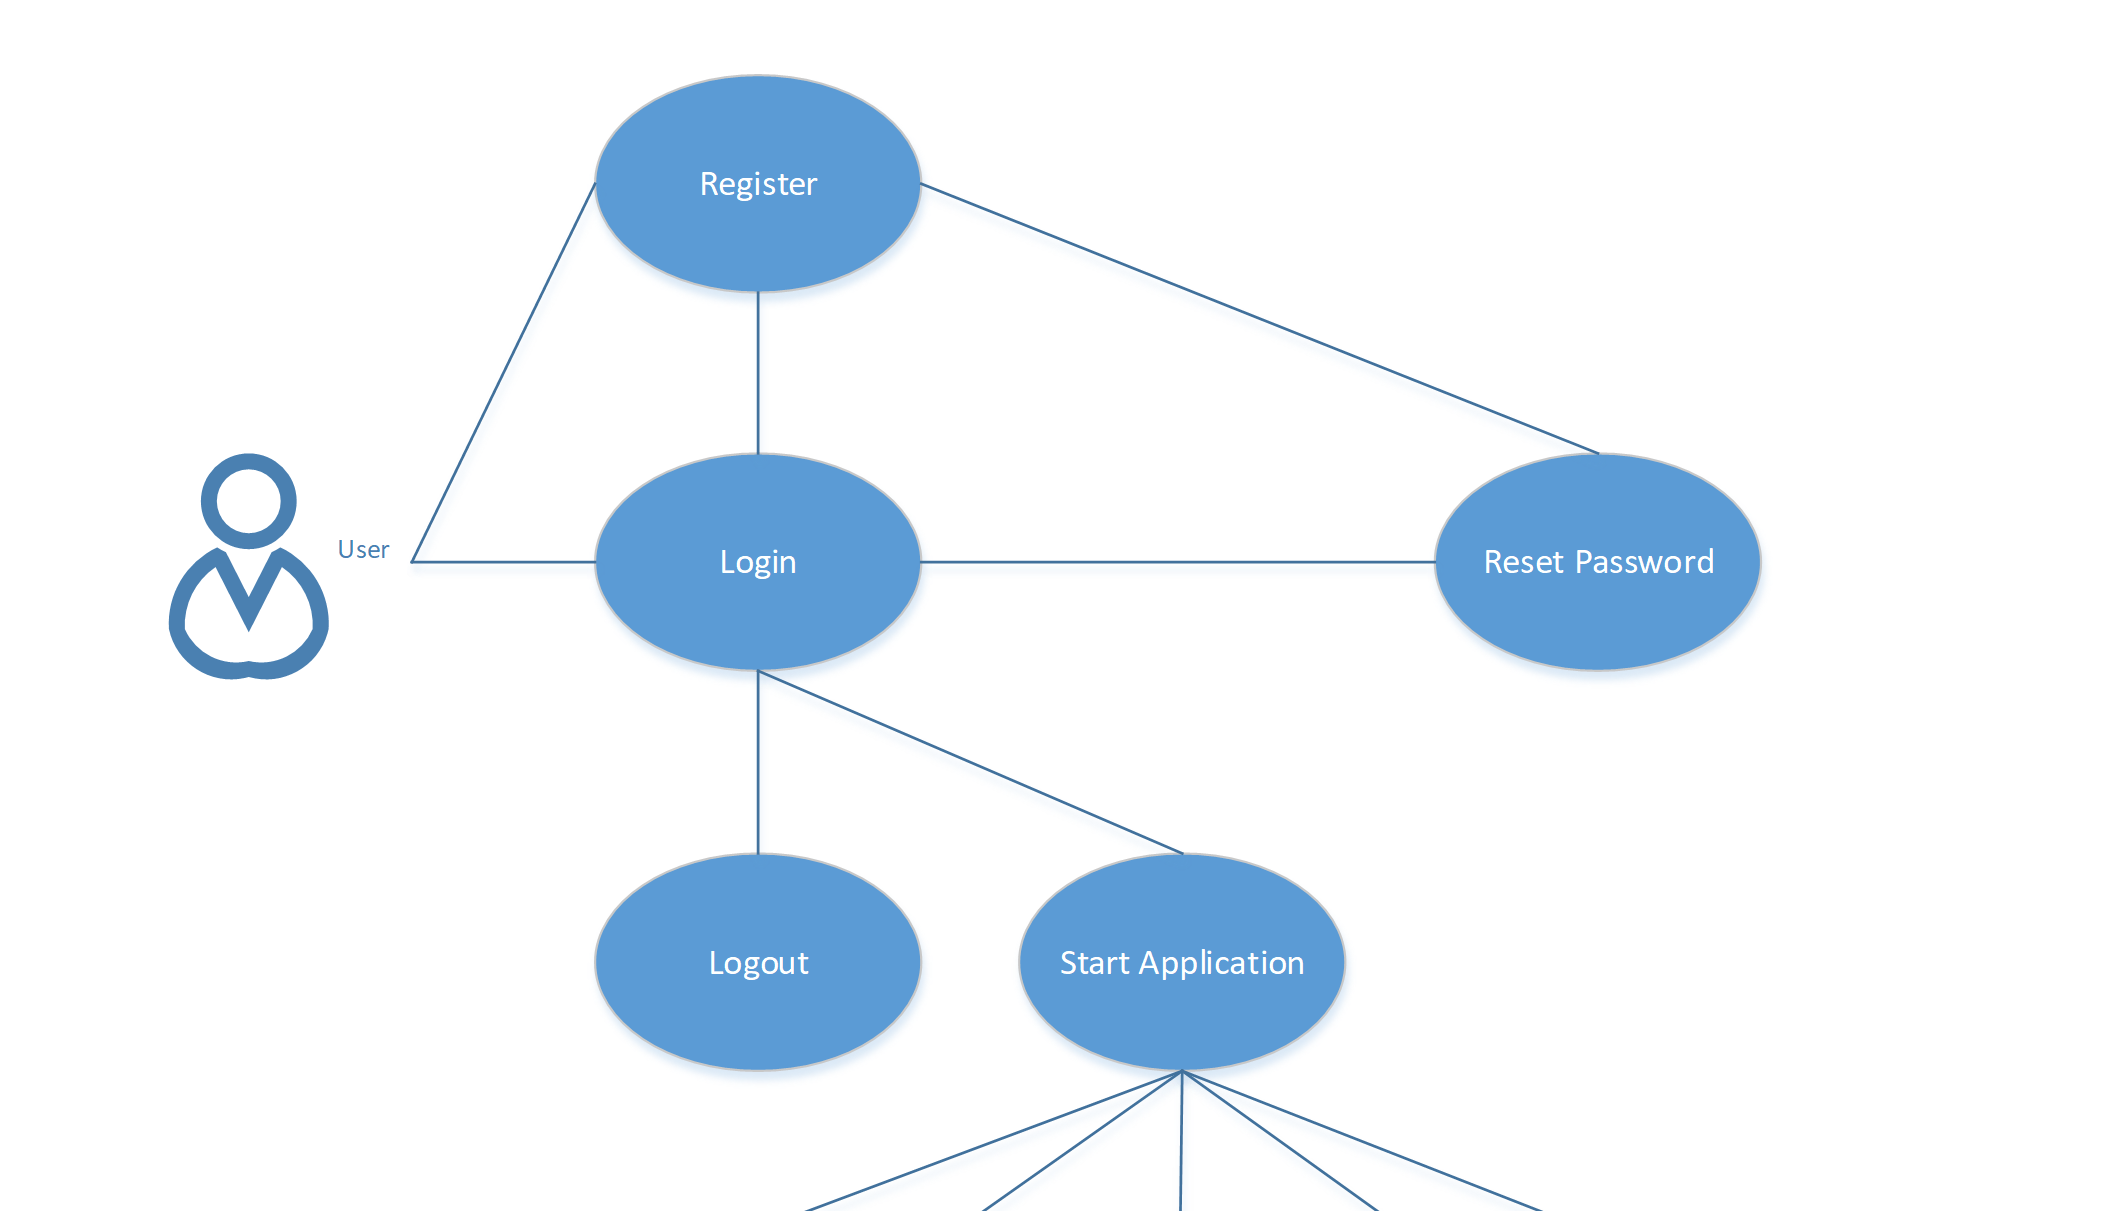 Register
User
Login
Reset Password
Logout
Start Application